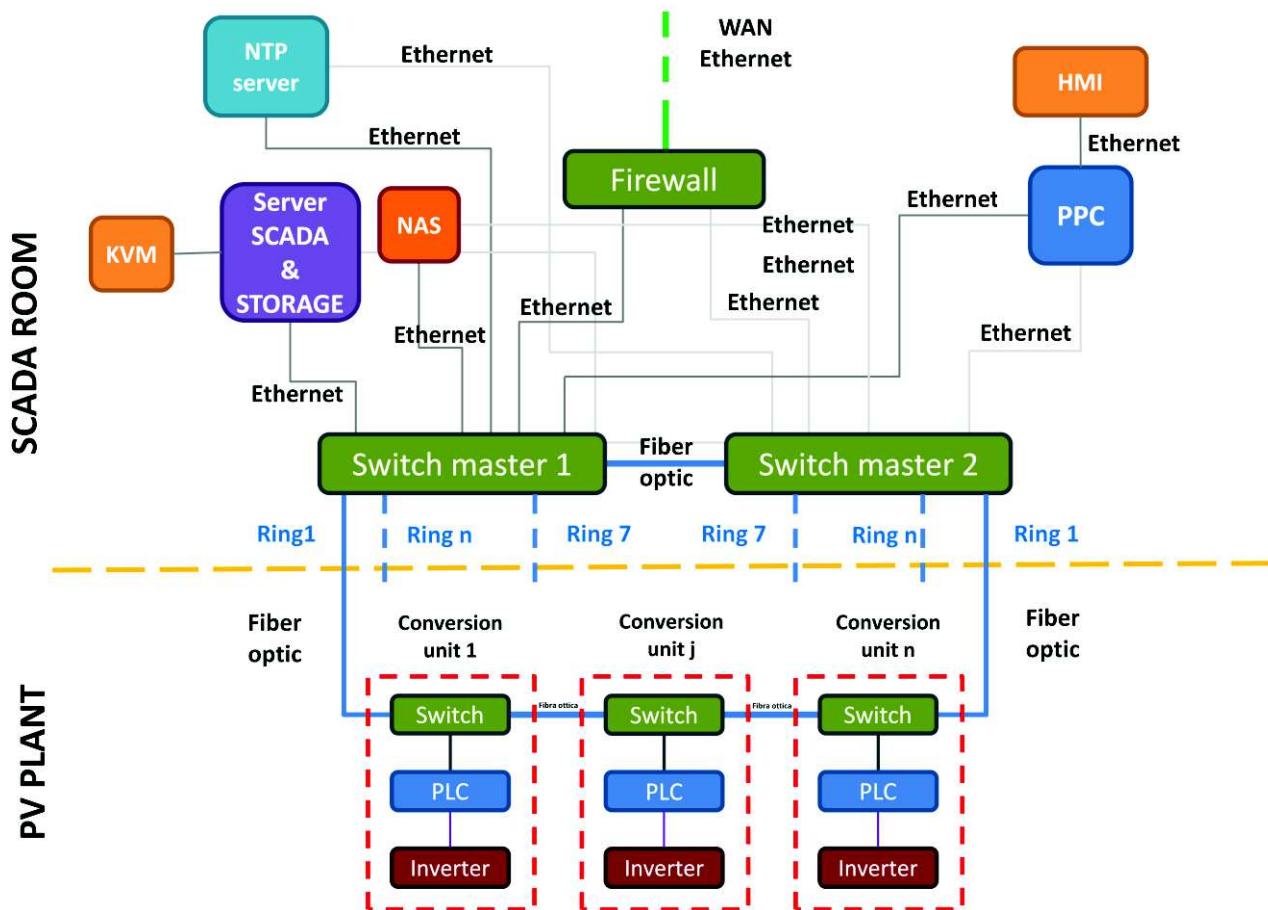 WAN
Ethernet
NTP
server
Ethernet
HMI
Ethernet
Ethernet
Firewall
Server
SCADA
&
STORAGE
NAS
KVM
Ethernet
PPC
Ethernet
Ethernet
Ethernet
Ethernet
Ethernet
Ethernet
Ethernet
SCADA ROOM
Switch master 1
Fiber
optic
Switch master 2
Ring1
Ring n
Ring 7
Ring 7
Ring n
Ring 1
PV PLANT
Fiber
optic
Conversion
unit 1
Conversion
unit j
Conversion
unit n
Fiber
optic
Switch
Fibra ottica
Switch
Fibra ottica
Switch
PLC
PLC
PLC
Inverter
Inverter
Inverter